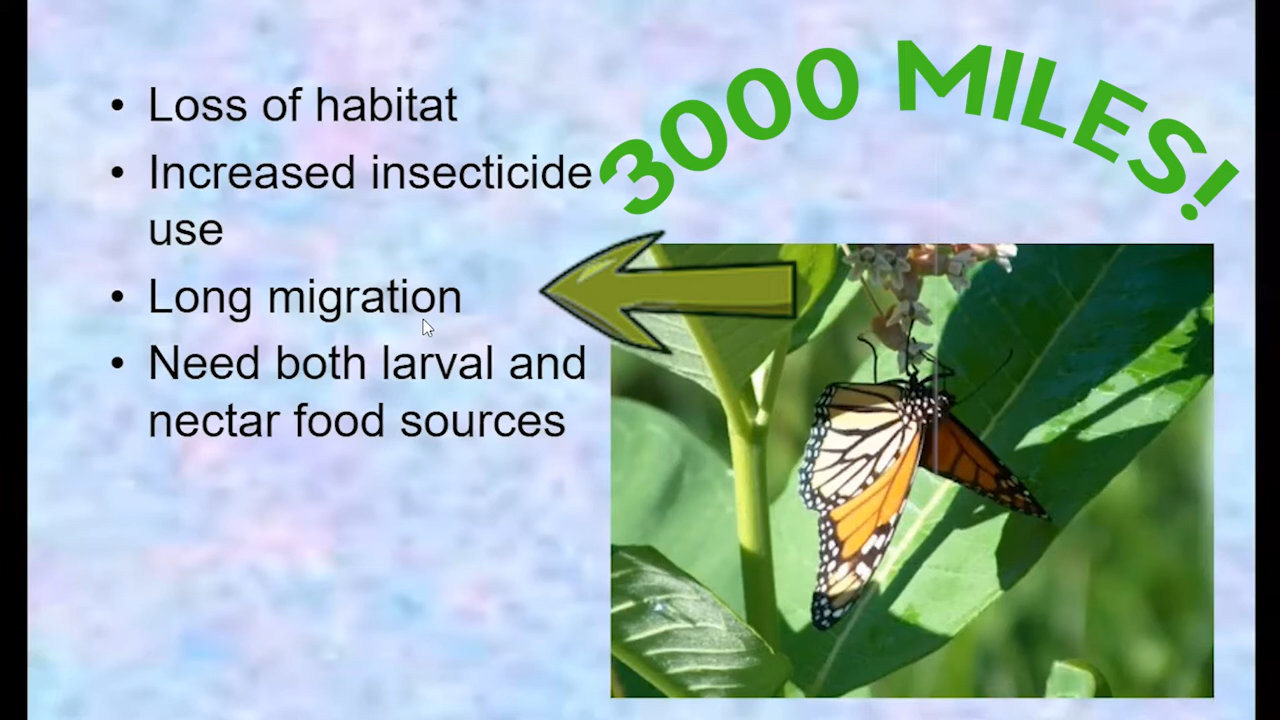 3000 MILES!
• Loss of habitat
• Increased insecticide
use
• Long migration
• Need both larval and
nectar food sources